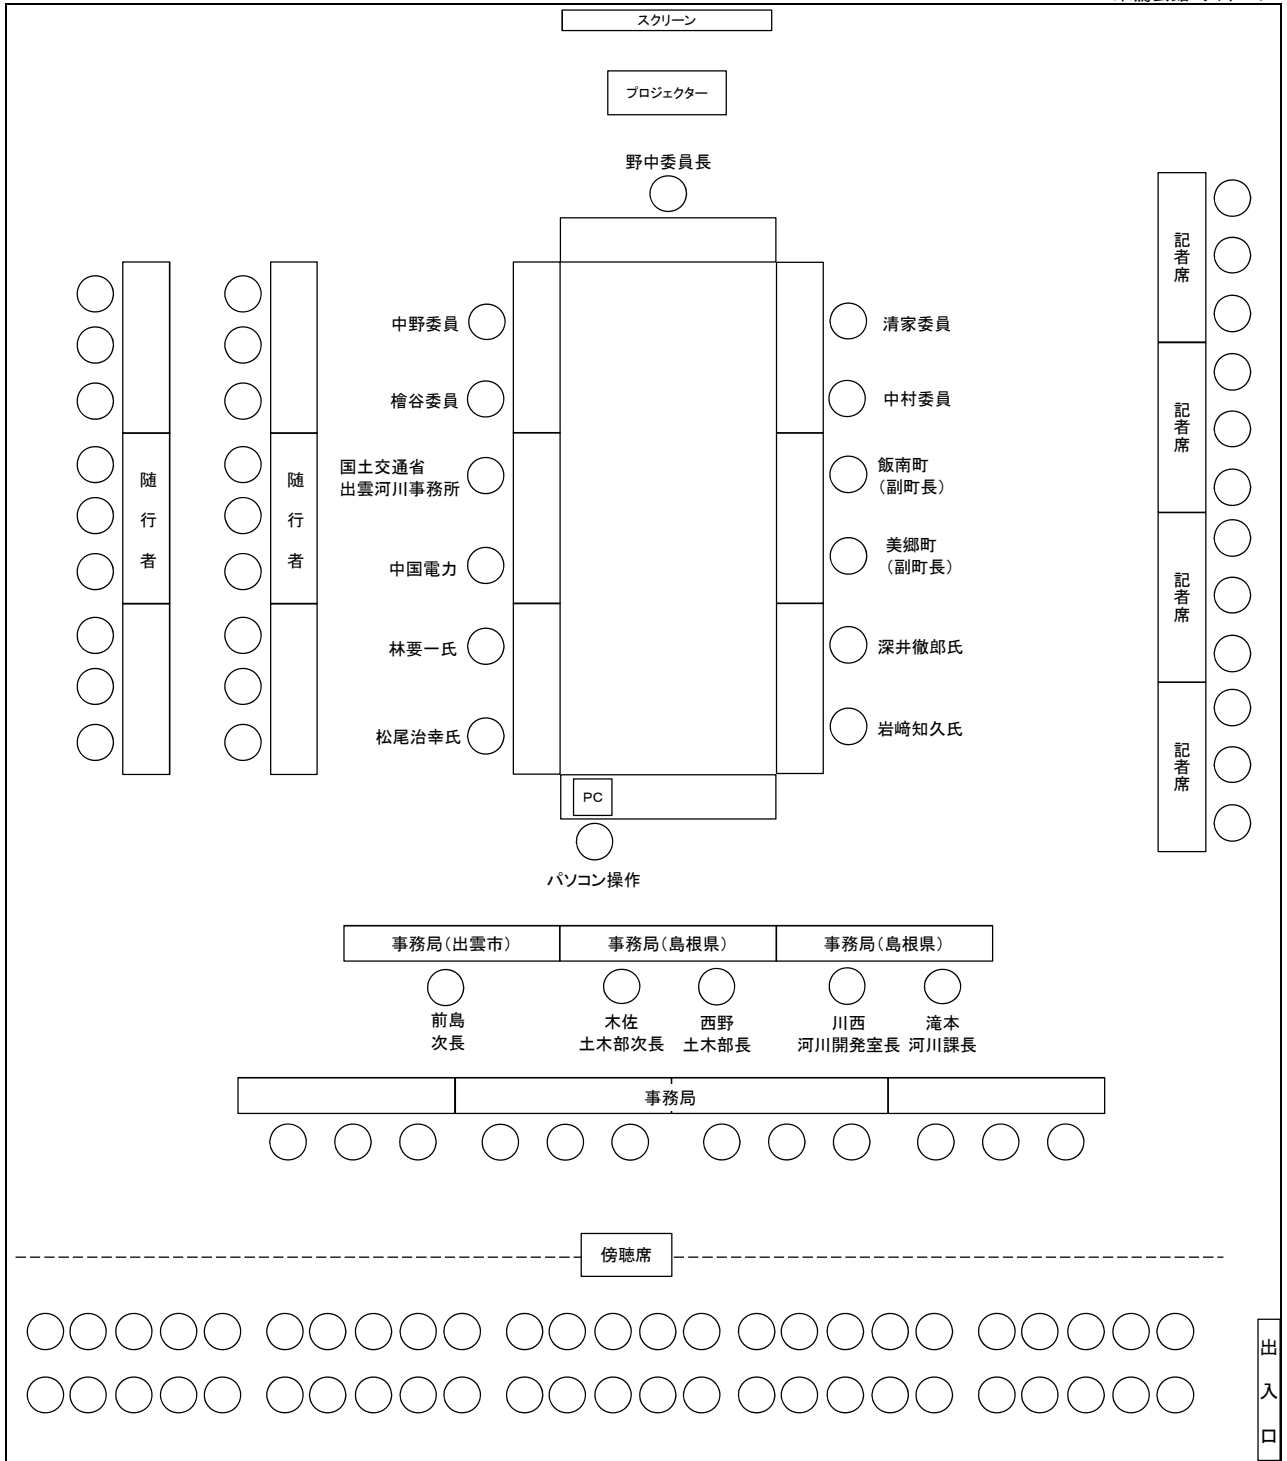 スクリーン
プロジェクター
野中委員長
中野委員
清家委員
檜谷委員
中村委員
国土交通省
出雲河川事務所
飯南町
(副町長)
中国電力
美郷町
(副町長)
林要一氏
深井徹郎氏
松尾治幸氏
岩﨑知久氏
随行者
随行者
記者席
記者席
記者席
記者席
PC
パソコン操作
事務局(出雲市)
事務局(島根県)
事務局(島根県)
前島
次長
木佐
土木部次長
西野
土木部長
川西
河川開発室長
滝本
河川課長
事務局
傍聴席
出入口